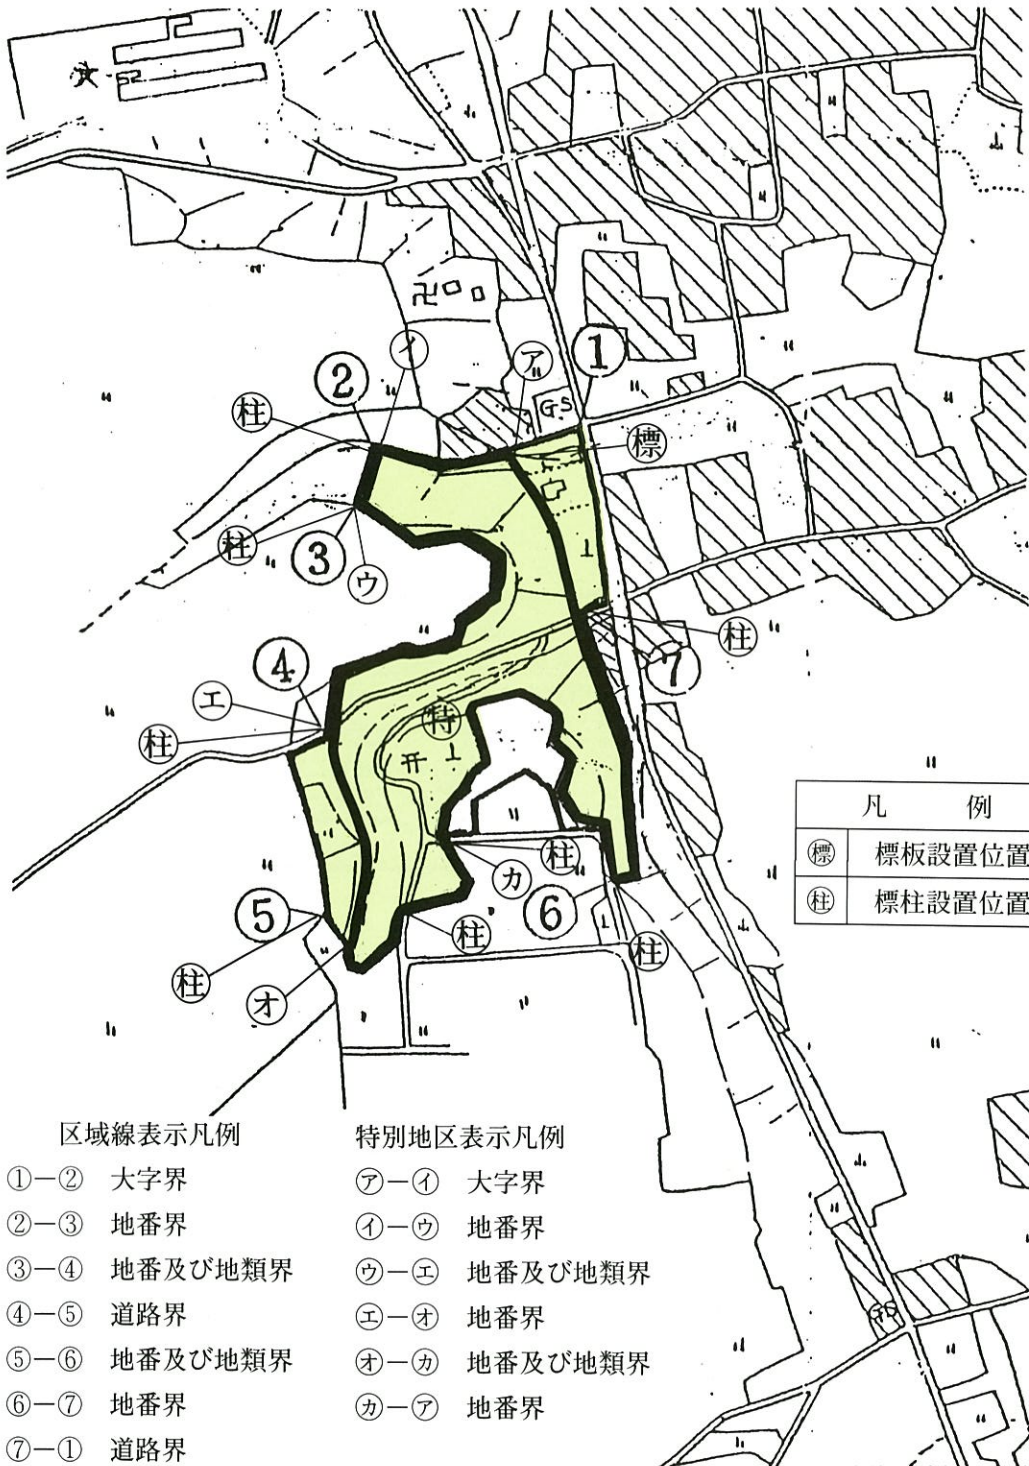 文
卍
イ
ア
①
②
GS
柱
標
柱
③
ウ
柱
④
⑦
エ
特
柱
凡 例
標 標板設置位置
柱 標柱設置位置
柱
カ
⑤
⑥
柱
柱
柱
オ
区域線表示凡例
①―② 大字界
②―③ 地番界
③―④ 地番及び地類界
④―⑤ 道路界
⑤―⑥ 地番及び地類界
⑥―⑦ 地番界
⑦―① 道路界
特別地区表示凡例
㋐―㋑ 大字界
㋑―㋒ 地番界
㋒―㋓ 地番及び地類界
㋓―㋔ 地番界
㋔―㋕ 地番及び地類界
㋕―㋐ 地番界
GS